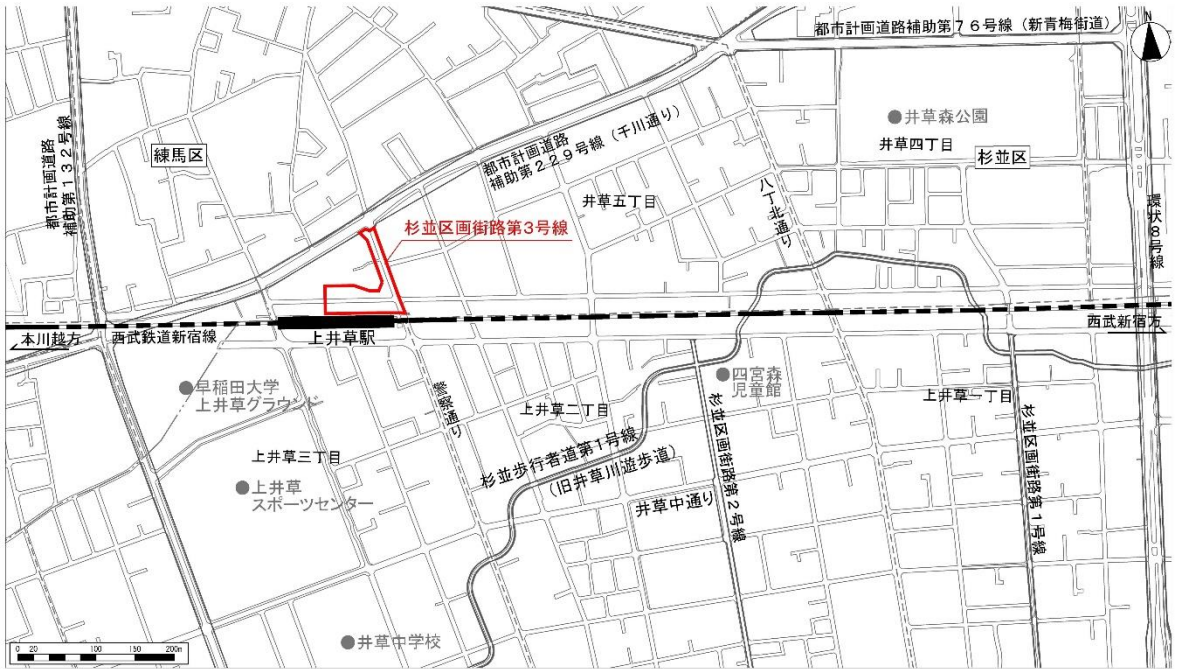 都市計画道路補助第76号線（新青梅街道）
N
都市計画道路
補助第132号線
練馬区
都市計画道路
補助第229号線（千川通り）
井草森公園
井草四丁目
杉並区
井草五丁目
八丁北通り
環状8号線
杉並区画街路第3号線
本川越方
西武鉄道新宿線
上井草駅
西武新宿方
早稲田大学
上井草グラウンド
警察通り
上井草二丁目
四宮森
児童館
上井草一丁目
上井草三丁目
杉並歩行者道第1号線
（旧井草川遊歩道）
上井草
スポーツセンター
井草中通り
杉並区画街路第2号線
杉並区画街路第1号線
井草中学校
0 20 100 150 200m